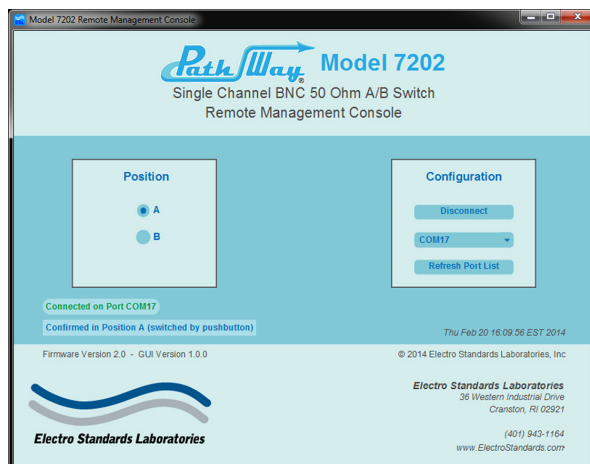 Model 7202 Remote Management Console
PathWay® Model 7202
Single Channel BNC 50 Ohm A/B Switch
Remote Management Console
Position
A
B
Configuration
Disconnect
COM17
Refresh Port List
Connected on Port COM17
Confirmed in Position A (switched by pushbutton)
Thu Feb 20 16:09:56 EST 2014
Firmware Version 2.0 - GUI Version 1.0.0
© 2014 Electro Standards Laboratories, Inc
Electro Standards Laboratories
Electro Standards Laboratories
36 Western Industrial Drive
Cranston, RI 02921
(401) 943-1164
www.ElectroStandards.com